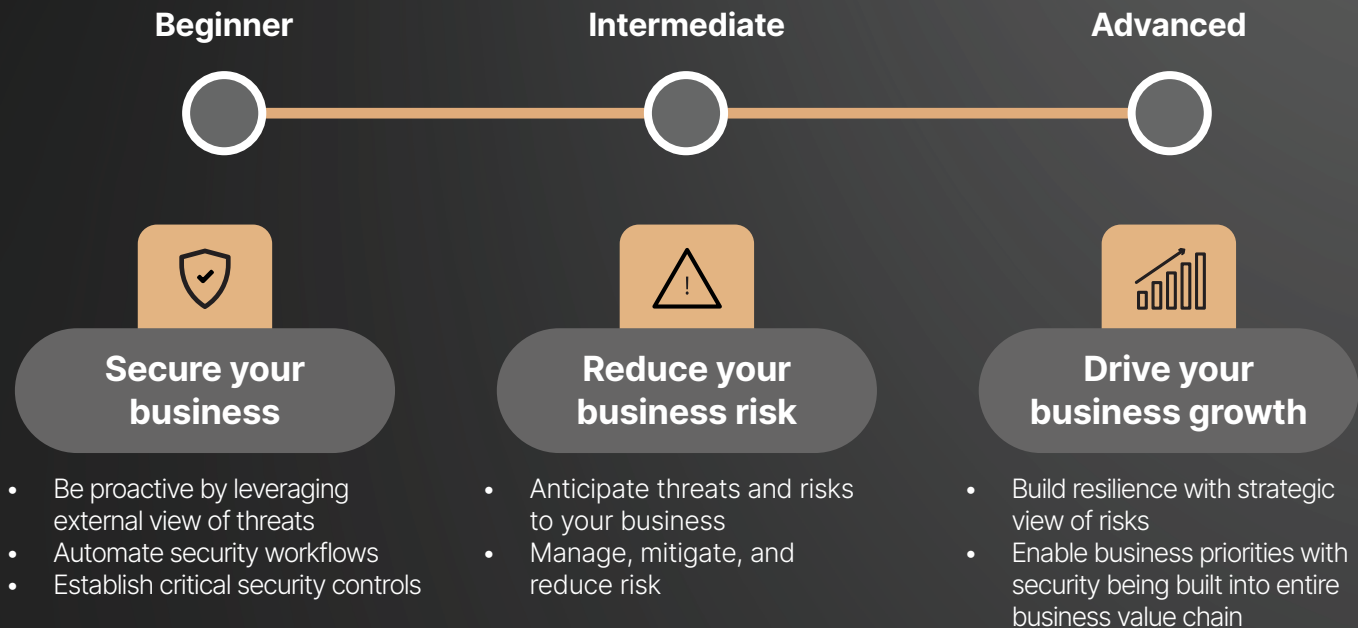 Beginner
Intermediate
Advanced
Secure your
business
• Be proactive by leveraging
external view of threats
• Automate security workflows
• Establish critical security controls
!
Reduce your
business risk
• Anticipate threats and risks
to your business
• Manage, mitigate, and
reduce risk
Drive your
business growth
• Build resilience with strategic
view of risks
• Enable business priorities with
security being built into entire
business value chain